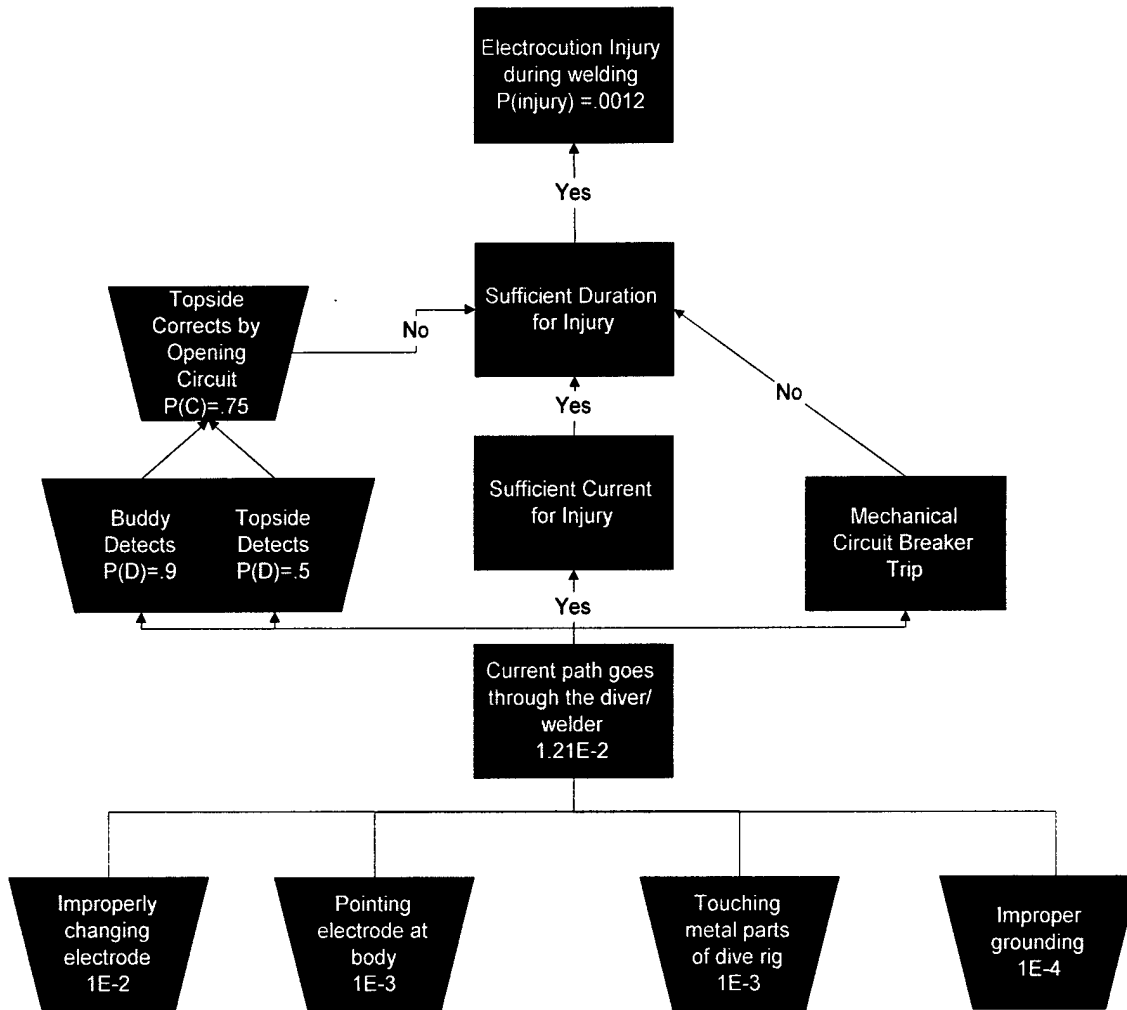 Electrocution Injury
during welding
P(injury) =.0012
Yes
Topside
Corrects by
Opening
Circuit
P(C)=.75
No
Sufficient Duration
for Injury
No
Yes
Buddy
Detects
P(D)=.9
Topside
Detects
P(D)=.5
Sufficient Current
for Injury
Mechanical
Circuit Breaker
Trip
Yes
Current path goes
through the diver/
welder
1.21E-2
Improperly
changing
electrode
1E-2
Pointing
electrode at
body
1E-3
Touching
metal parts
of dive rig
1E-3
Improper
grounding
1E-4